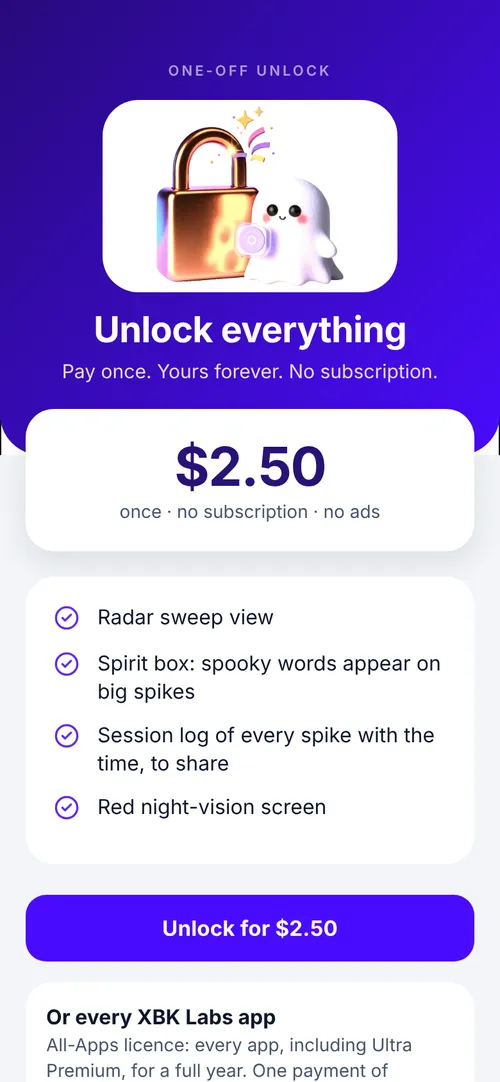 ONE-OFF UNLOCK
Unlock everything
Pay once. Yours forever. No subscription.
$2.50
once · no subscription · no ads
Radar sweep view
Spirit box: spooky words appear on
big spikes
Session log of every spike with the
time, to share
Red night-vision screen
Unlock for $2.50
Or every XBK Labs app
All-Apps licence: every app, including Ultra
Premium, for a full year. One payment of